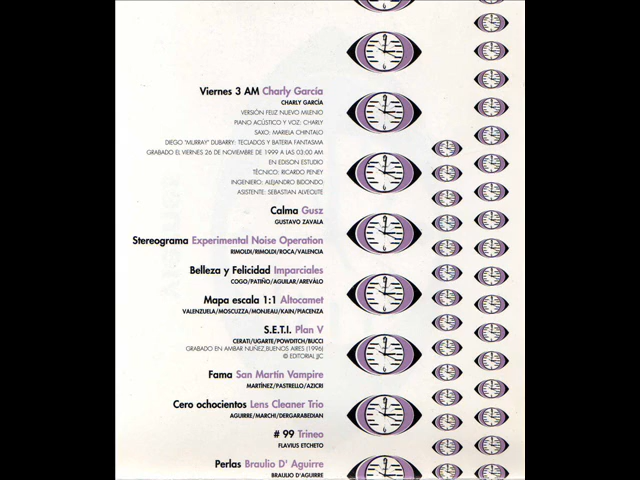 Viernes 3 AM Charly García
CHARLY GARCÍA
VERSIÓN FELIZ NUEVO MILENIO
PIANO ACÚSTICO Y VOZ: CHARLY
SAXO: MARIELA CHINTALO
DIEGO "MURRAY" DUBARRY: TECLADOS Y BATERIA FANTASMA
GRABADO EL VIERNES 26 DE NOVIEMBRE DE 1999 A LAS 03:00 AM
EN EDISON ESTUDIO
TÉCNICO: RICARDO PENEY
INGENIERO: ALEJANDRO BIDONDO
ASISTENTE: SEBASTIAN ALVEOLITE
Calma Gusz
GUSTAVO ZAVALA
Stereograma Experimental Noise Operation
RIMOLDI/RIMOLDI/ROCA/VALENCIA
Belleza y Felicidad Imparciales
COGO/PATIÑO/AGUILAR/AREVÁLO
Mapa escala 1:1 Altocamet
VALENZUELA/MOSCUZZA/MONJEAU/KAIN/PIACENZA
S.E.T.I. Plan V
CERATI/UGARTE/POWDITCH/BUCCI
GRABADO EN AMBAR NUÑEZ,BUENOS AIRES (1996)
© EDITORIAL JJC
Fama San Martín Vampire
MARTÍNEZ/PASTRELLO/AZICRI
Cero ochocientos Lens Cleaner Trio
AGUIRRE/MARCHI/DERGARABEDIAN
# 99 Trineo
FLAVIUS ETCHETO
Perlas Braulio D' Aguirre
BRAULIO D'AGUIRRE